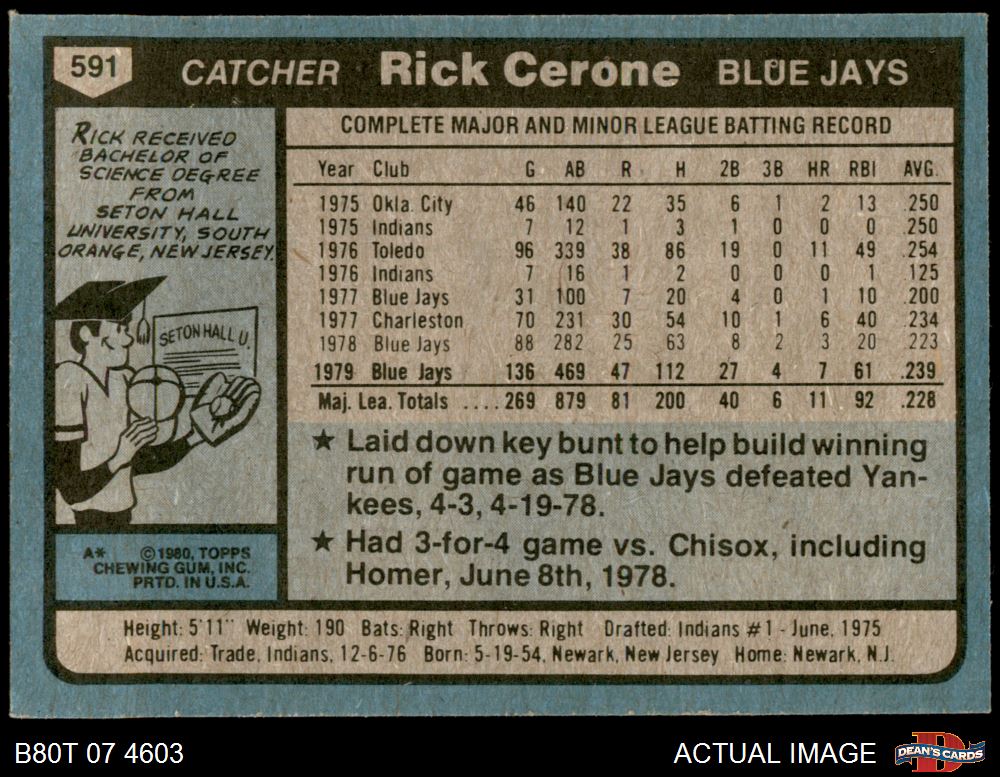 591 CATCHER Rick Cerone BLUE JAYS
RICK RECEIVED
BACHELOR OF
SCIENCE DEGREE
FROM
SETON HALL
UNIVERSITY, SOUTH
ORANGE, NEW JERSEY.
SETON HALL U.
A* ©1980, TOPPS
CHEWING GUM, INC.
PRTD. IN U.S.A.
COMPLETE MAJOR AND MINOR LEAGUE BATTING RECORD
Year Club G AB R H 2B 3B HR RBI AVG.
1975 Okla. City 46 140 22 35 6 1 2 13 .250
1975 Indians 7 12 1 3 1 0 0 0 .250
1976 Toledo 96 339 38 86 19 0 11 49 .254
1976 Indians 7 16 1 2 0 0 0 1 .125
1977 Blue Jays 31 100 7 20 4 0 1 10 .200
1977 Charleston 70 231 30 54 10 1 6 40 .234
1978 Blue Jays 88 282 25 63 8 2 3 20 .223
1979 Blue Jays 136 469 47 112 27 4 7 61 .239
Maj. Lea. Totals ....269 879 81 200 40 6 11 92 .228
★ Laid down key bunt to help build winning
run of game as Blue Jays defeated Yan-
kees, 4-3, 4-19-78.
★ Had 3-for-4 game vs. Chisox, including
Homer, June 8th, 1978.
Height: 5'11" Weight: 190 Bats: Right Throws: Right Drafted: Indians #1 - June, 1975
Acquired: Trade, Indians, 12-6-76 Born: 5-19-54, Newark, New Jersey Home: Newark, N.J.
B80T 07 4603 ACTUAL IMAGE DEAN'S CARDS